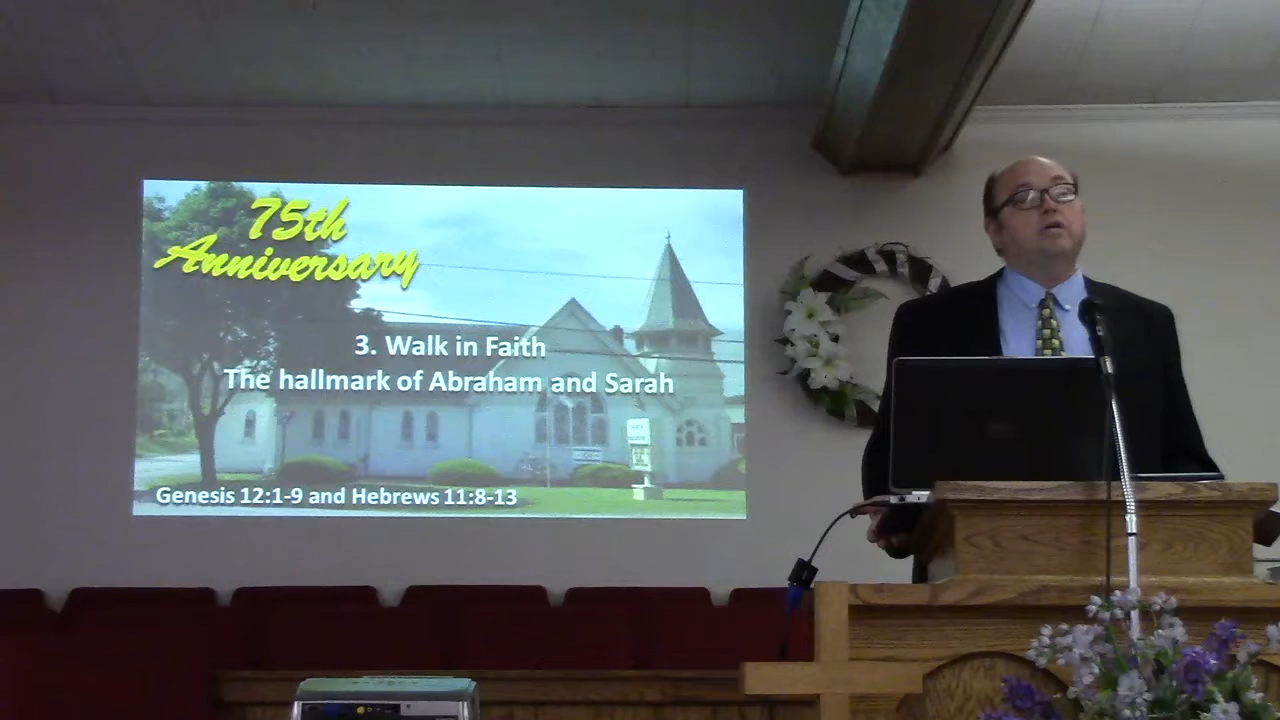 75th
Anniversary
3. Walk in Faith
The hallmark of Abraham and Sarah
Genesis 12:1-9 and Hebrews 11:8-13